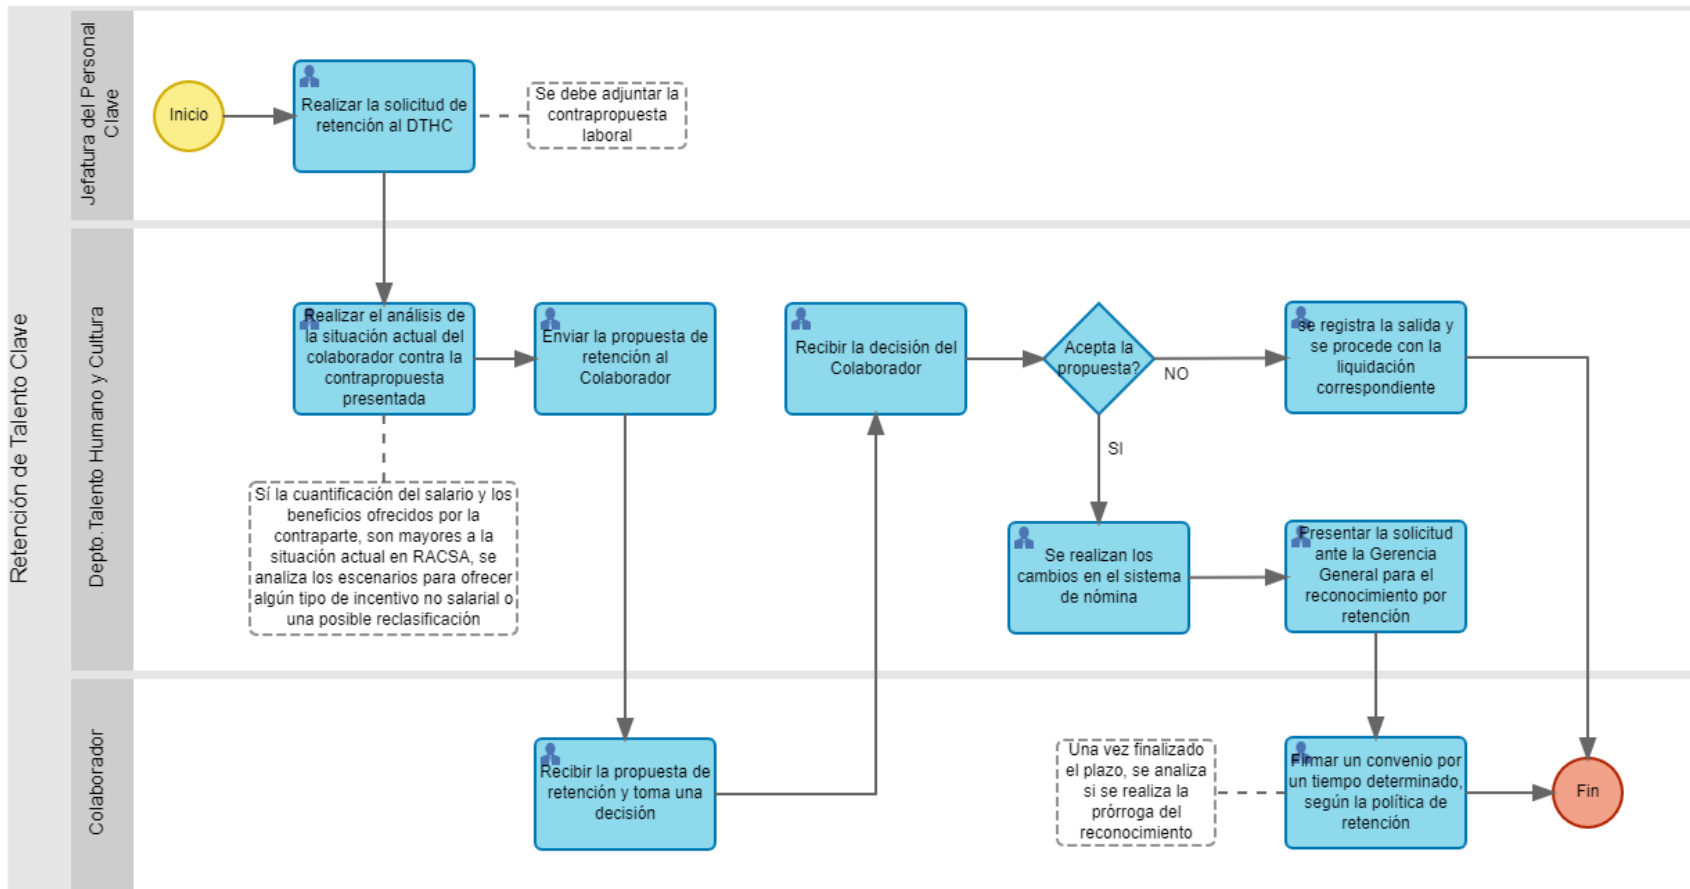 Retención de Talento Clave
Jefatura del Personal
Clave
Inicio
Realizar la solicitud de
retención al DTHC
Se debe adjuntar la
contrapropuesta
laboral
Depto.Talento Humano y Cultura
Realizar el análisis de
la situación actual del
colaborador contra la
contrapropuesta
presentada
Enviar la propuesta de
retención al
Colaborador
Recibir la decisión del
Colaborador
Acepta la
propuesta?
NO
se registra la salida y
se procede con la
liquidación
correspondiente
SI
Sí la cuantificación del salario y los
beneficios ofrecidos por la
contraparte, son mayores a la
situación actual en RACSA, se
analiza los escenarios para ofrecer
algún tipo de incentivo no salarial o
una posible reclasificación
Se realizan los
cambios en el sistema
de nómina
Presentar la solicitud
ante la Gerencia
General para el
reconocimiento por
retención
Colaborador
Recibir la propuesta de
retención y toma una
decisión
Una vez finalizado
el plazo, se analiza
si se realiza la
prórroga del
reconocimiento
Firmar un convenio por
un tiempo determinado,
según la política de
retención
Fin